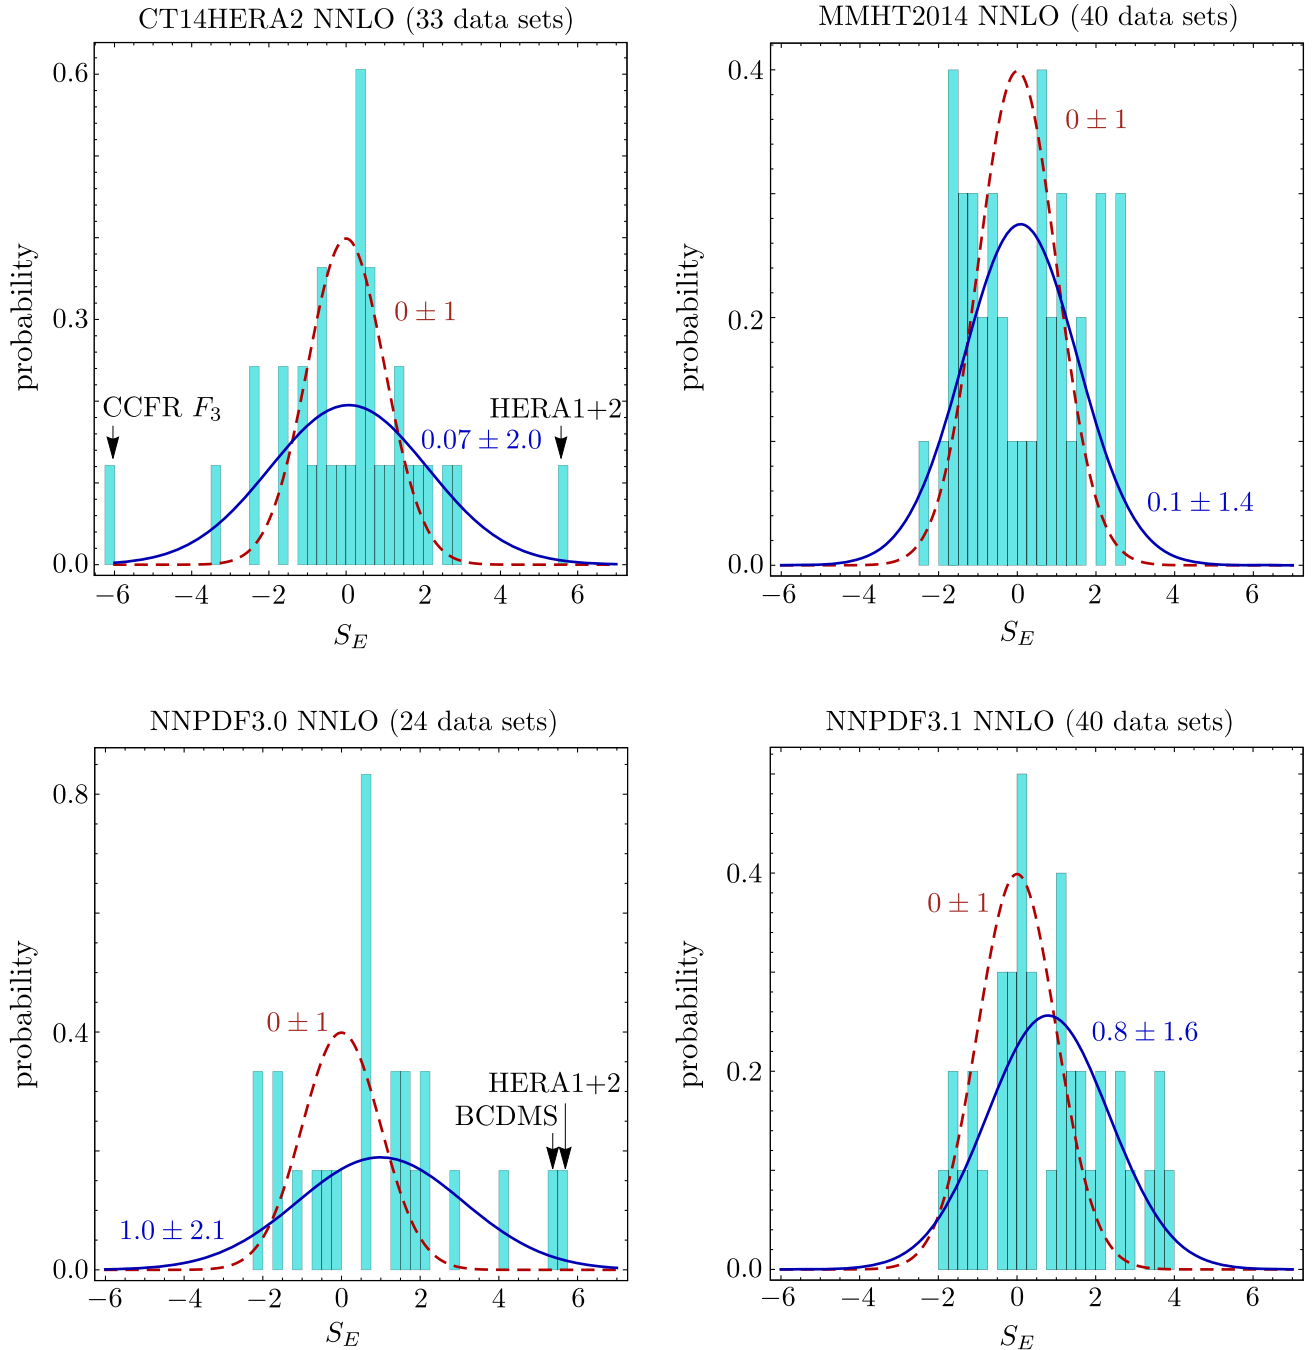 CT14HERA2 NNLO (33 data sets)
0.6
0.3
0.0
probability
0 ± 1
CCFR F3
HERA1+2
0.07 ± 2.0
−6 −4 −2 0 2 4 6
SE
MMHT2014 NNLO (40 data sets)
0.4
0.2
0.0
probability
0 ± 1
0.1 ± 1.4
−6 −4 −2 0 2 4 6
SE
NNPDF3.0 NNLO (24 data sets)
0.8
0.4
0.0
probability
0 ± 1
HERA1+2
BCDMS
1.0 ± 2.1
−6 −4 −2 0 2 4 6
SE
NNPDF3.1 NNLO (40 data sets)
0.4
0.2
0.0
probability
0 ± 1
0.8 ± 1.6
−6 −4 −2 0 2 4 6
SE